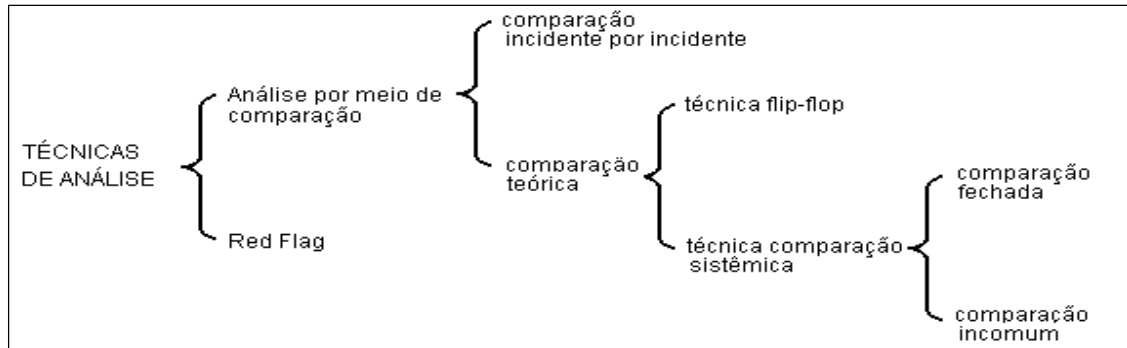 TÉCNICAS
DE ANÁLISE
Análise por meio de
comparação
comparação
incidente por incidente
comparação
teórica
técnica flip-flop
técnica comparação
sistêmica
comparação
fechada
comparação
incomum
Red Flag